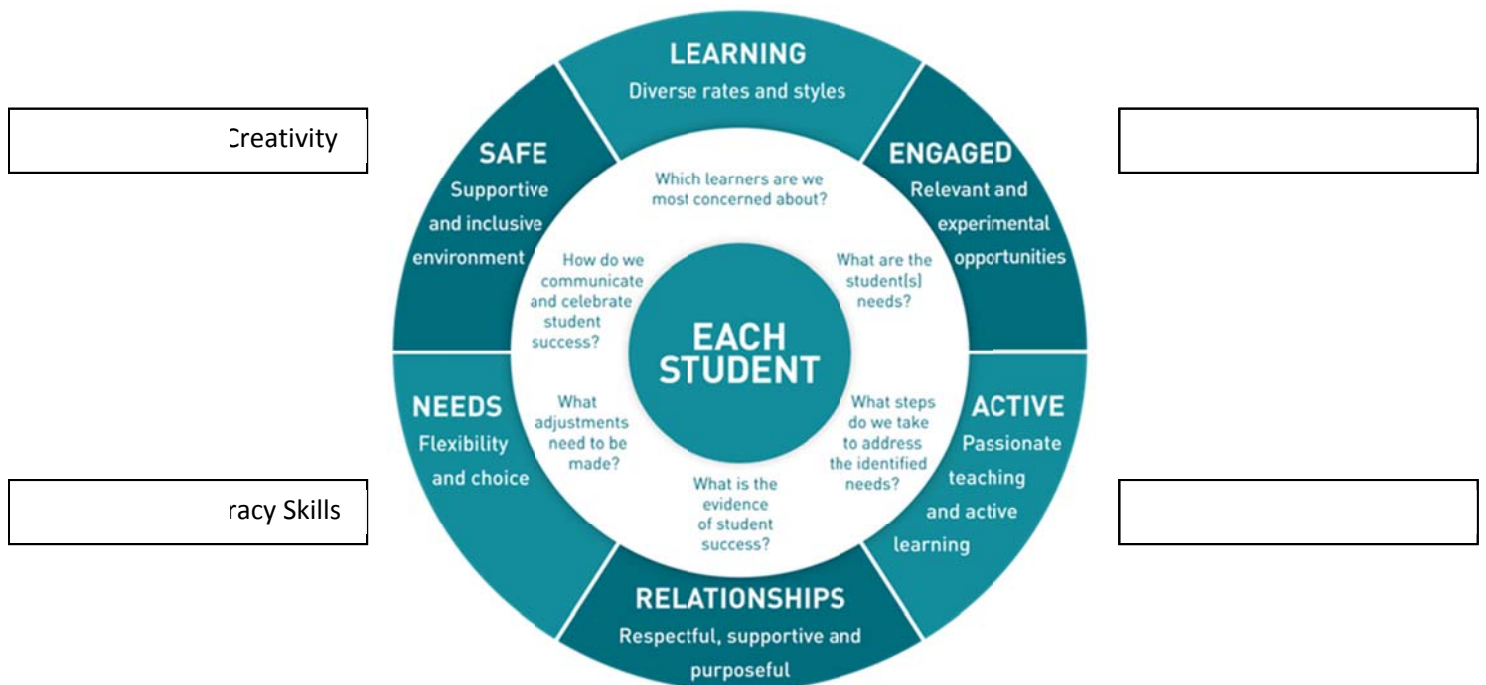 Creativity
LEARNING
Diverse rates and styles
SAFE
Supportive
and inclusive
environment
ENGAGED
Relevant and
experimental
opportunities
Which learners are we
most concerned about?
How do we
communicate
and celebrate
student
success?
What are the
student(s)
needs?
EACH
STUDENT
NEEDS
Flexibility
and choice
What
adjustments
need to be
made?
What steps
do we take
to address
the identified
needs?
ACTIVE
Passionate
teaching
and active
learning
What is the
evidence
of student
success?
racy Skills
RELATIONSHIPS
Respectful, supportive and
purposeful